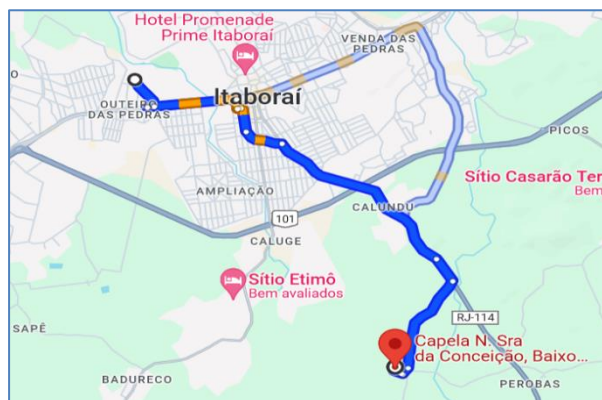 Hotel Promenade
Prime Itaboraí
VENDA DAS
PEDRAS
OUTEIRO
DAS PEDRAS
Itaboraí
PICOS
Sítio Casarão Ter
Bem
AMPLIAÇÃO
CALUNDU
101
CALUGE
Sítio Etimô
Bem avaliados
RJ-114
SAPÊ
Capela N. Sra
da Conceição, Baixo...
BADURECO
PEROBAS